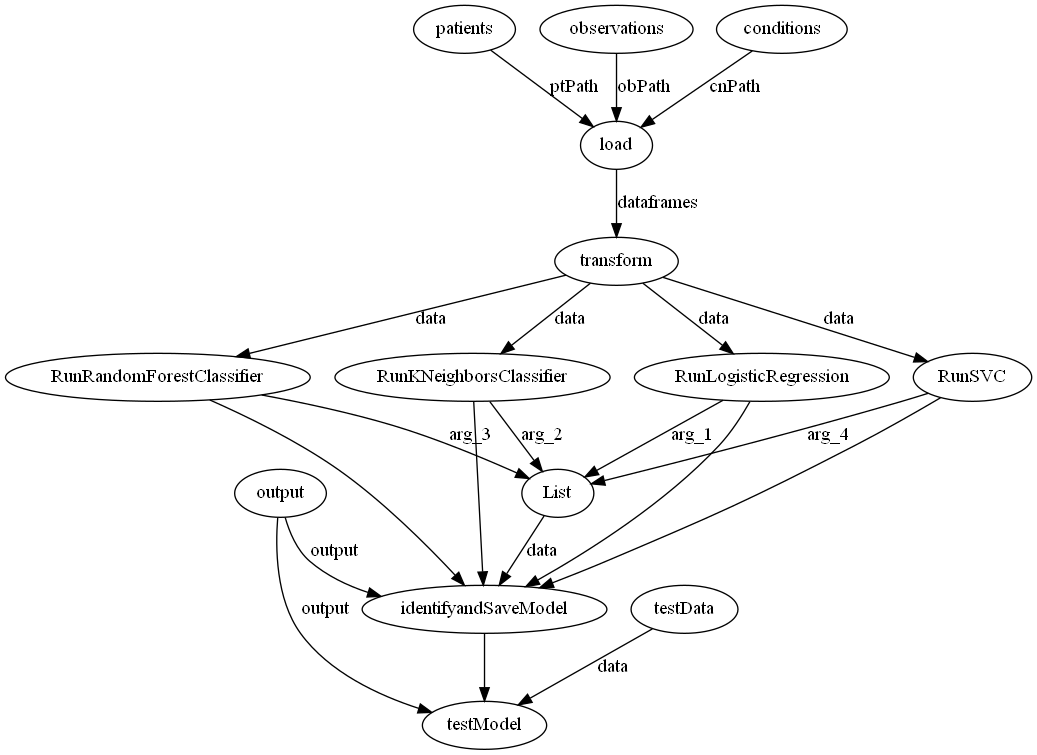 patients
observations
conditions
ptPath
obPath
cnPath
load
dataframes
transform
data
data
data
data
RunRandomForestClassifier
RunKNeighborsClassifier
RunLogisticRegression
RunSVC
arg_3
arg_2
arg_1
arg_4
output
List
output
data
output
identifyandSaveModel
testData
data
testModel